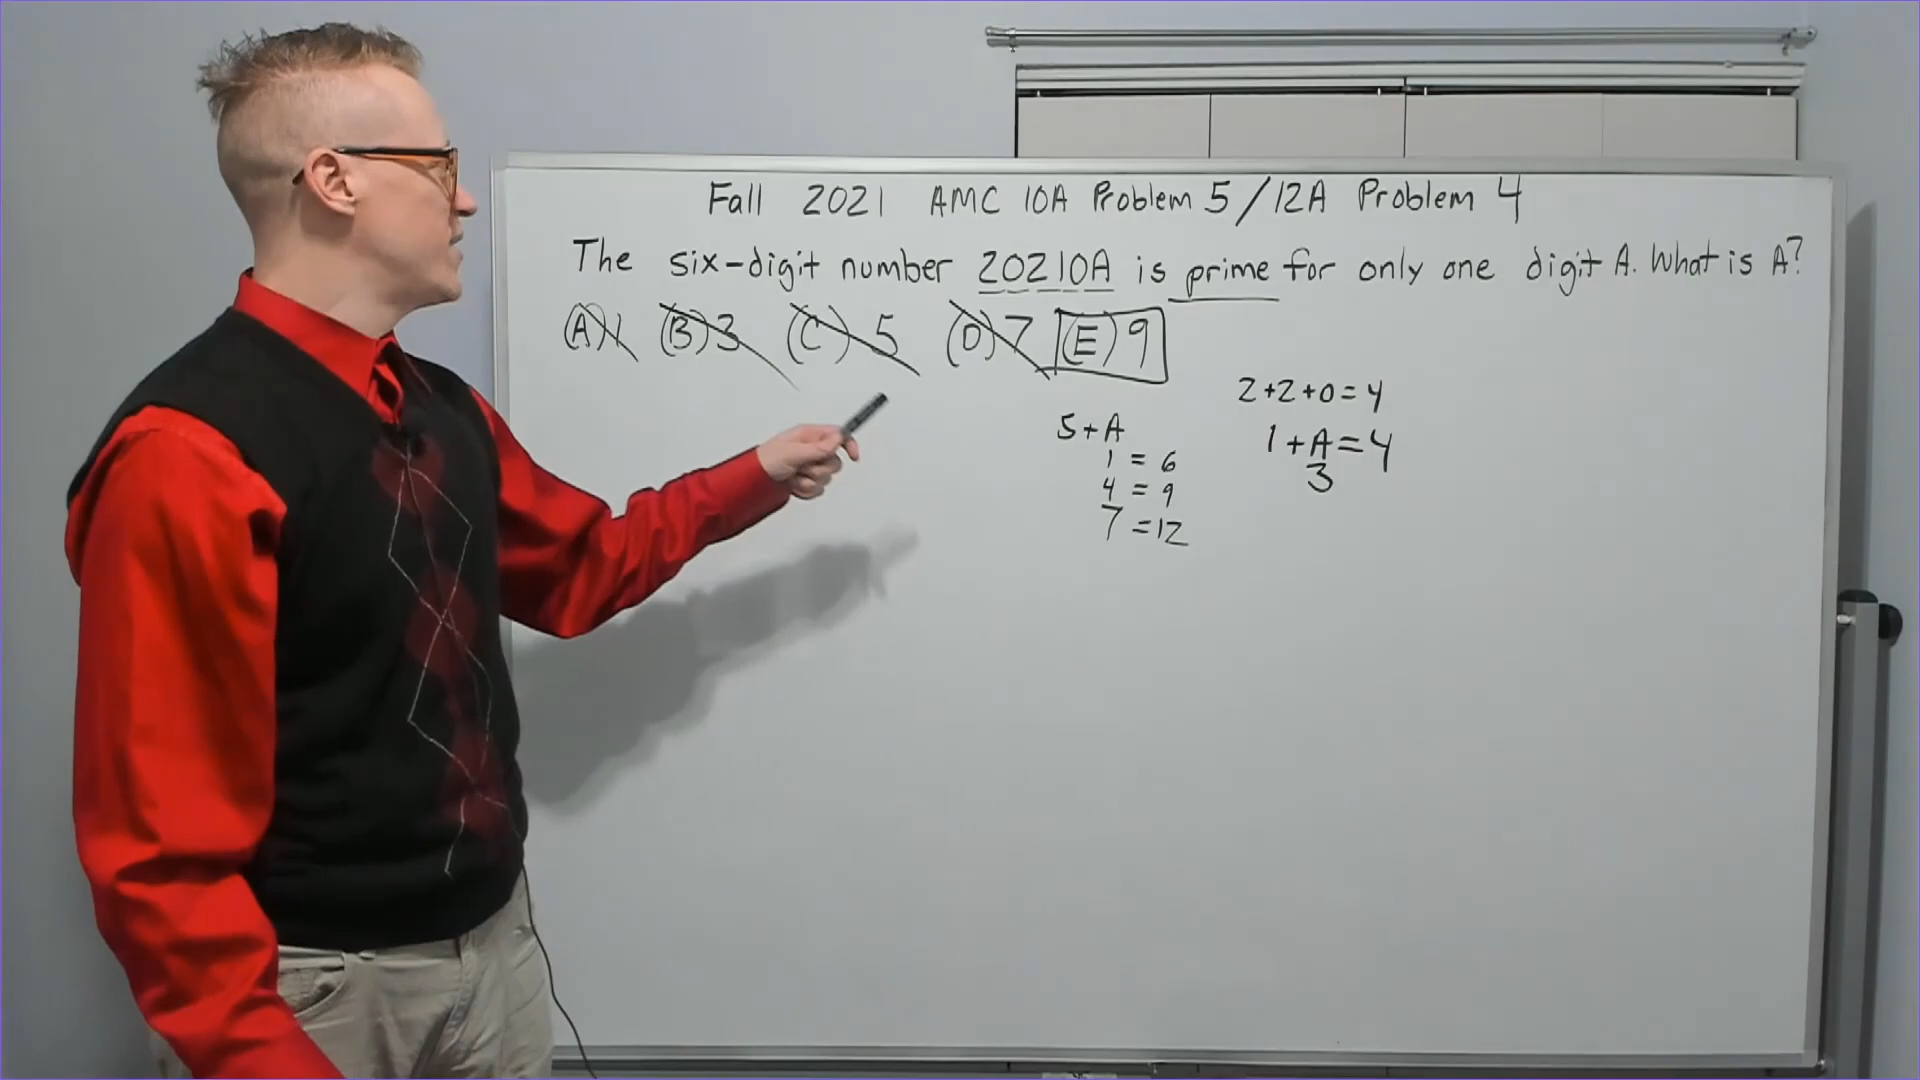 Fall 2021 AMC 10A Problem 5/12A Problem 4
The six-digit number 20210A is prime for only one digit A. What is A?
(A) 1 (B) 3 (C) 5 (D) 7 (E) 9
2+2+0=4
5+A
1+A=4
1 = 6
3
4 = 9
7 = 12